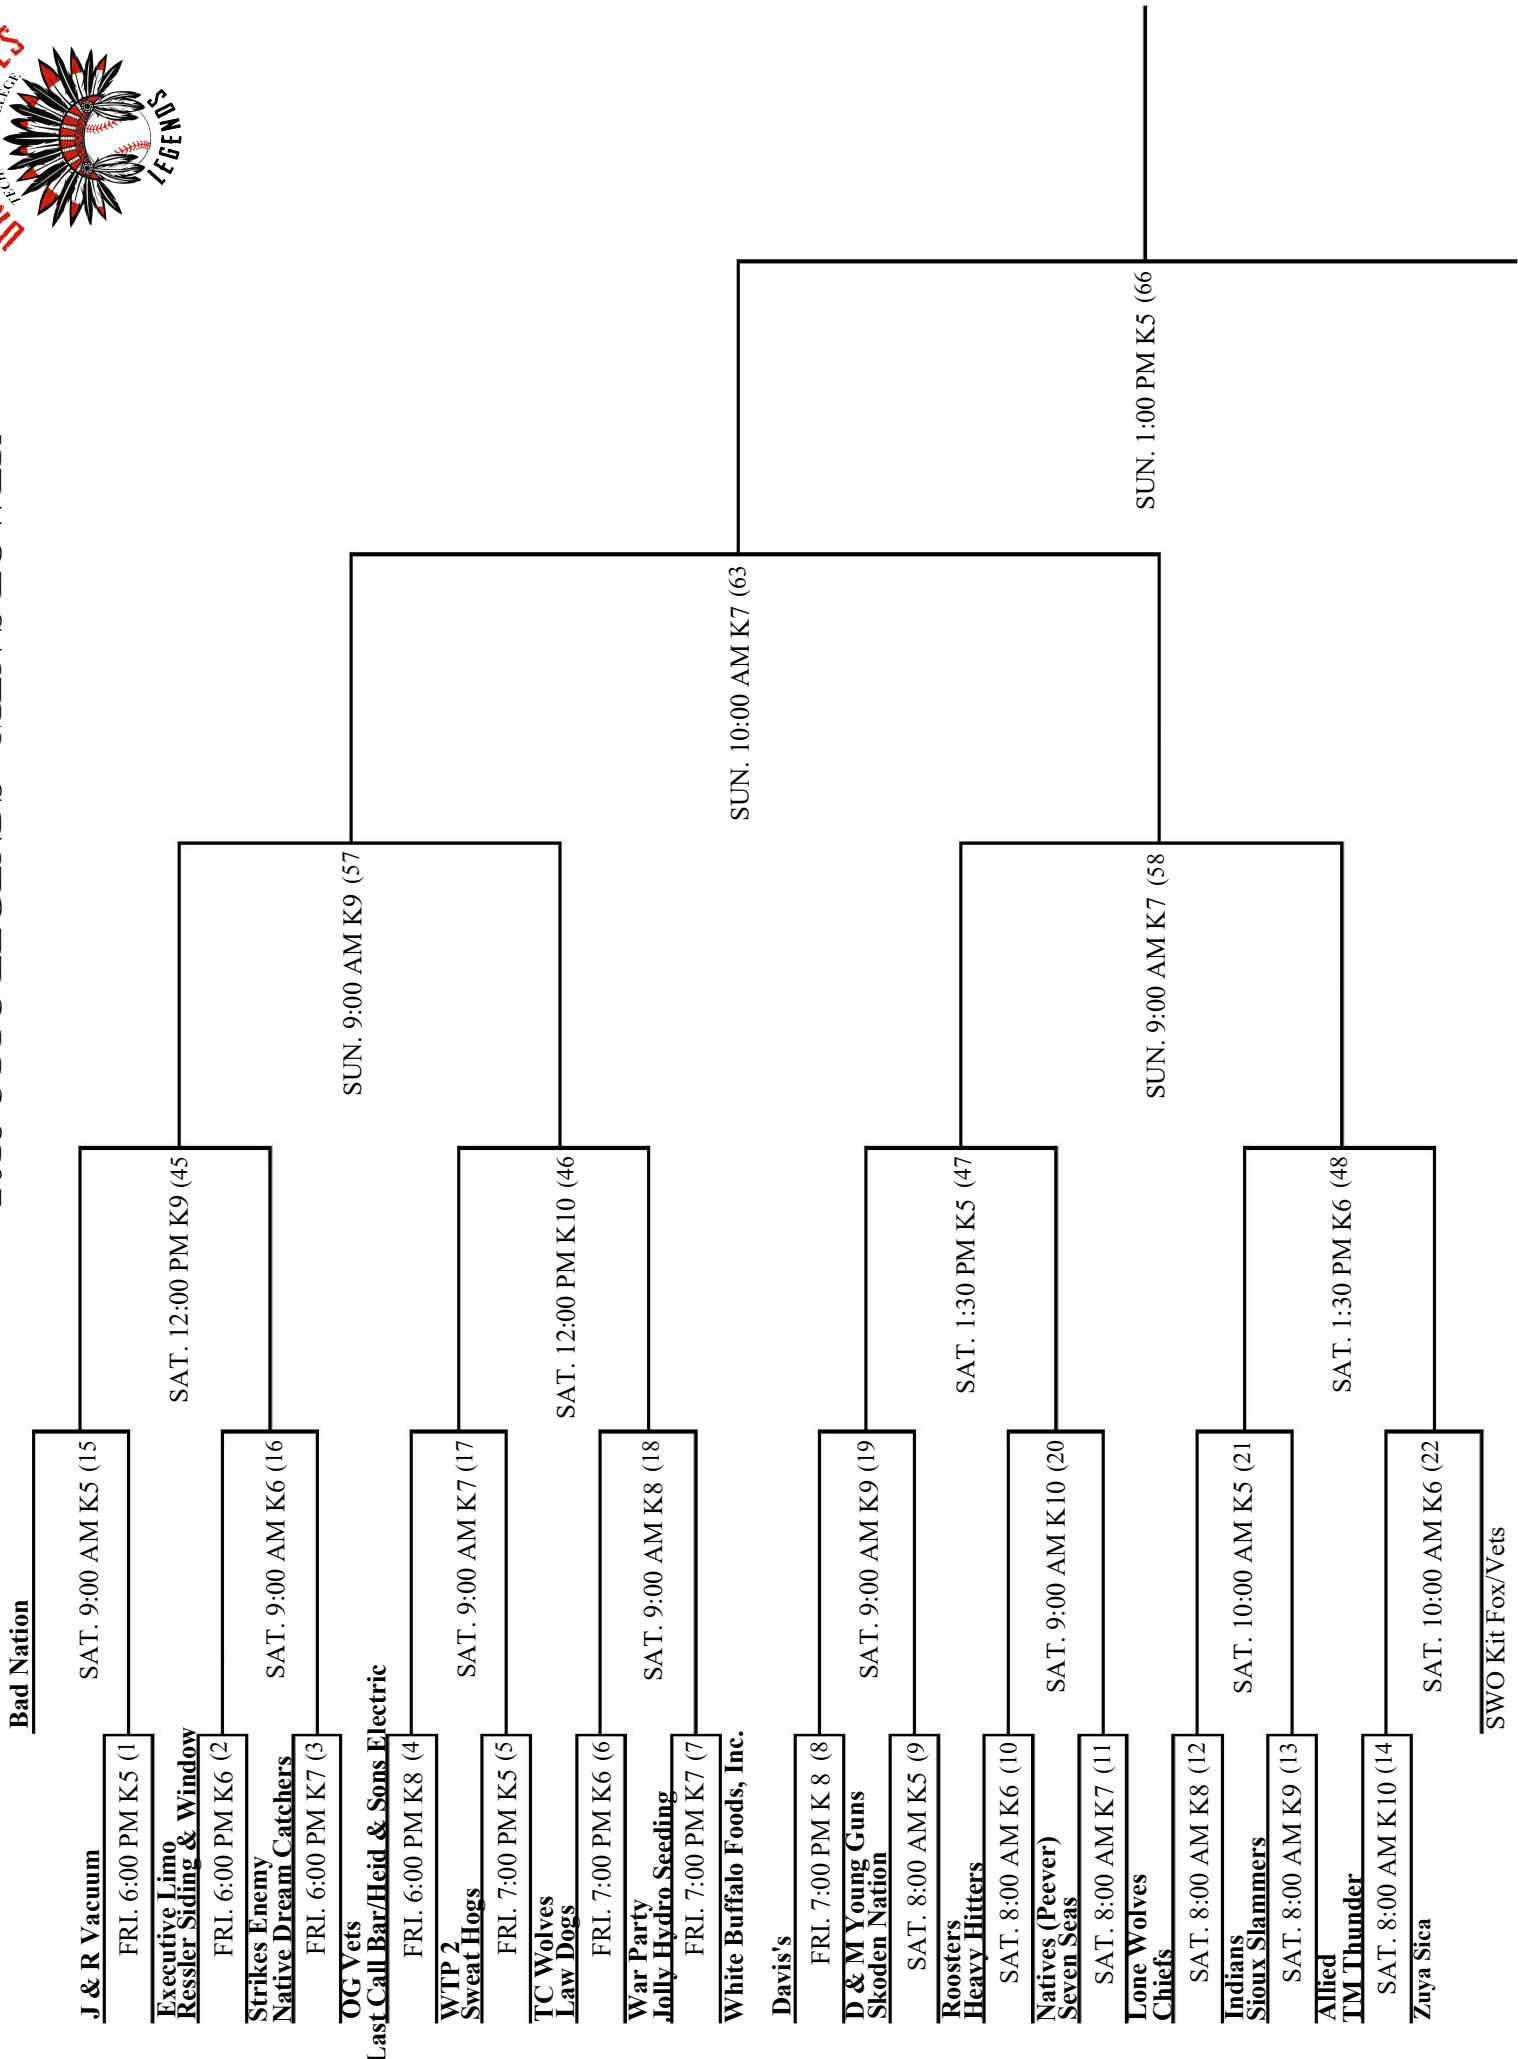 Bad Nation
J & R Vacuum
FRI. 6:00 PM K5 (1
Executive Limo
SAT. 9:00 AM K5 (15
Ressler Siding & Window
FRI. 6:00 PM K6 (2
Strikes Enemy
SAT. 9:00 AM K6 (16
Native Dream Catchers
FRI. 6:00 PM K7 (3
OG Vets
SAT. 12:00 PM K9 (45
Last Call Bar/Heid & Sons Electric
FRI. 6:00 PM K8 (4
WTP 2
SAT. 9:00 AM K7 (17
Sweat Hogs
FRI. 7:00 PM K5 (5
TC Wolves
SAT. 12:00 PM K10 (46
Law Dogs
FRI. 7:00 PM K6 (6
War Party
SAT. 9:00 AM K8 (18
Jolly Hydro Seeding
FRI. 7:00 PM K7 (7
White Buffalo Foods, Inc.
SUN. 9:00 AM K9 (57
SUN. 10:00 AM K7 (63
Davis's
FRI. 7:00 PM K 8 (8
D & M Young Guns
SAT. 9:00 AM K9 (19
Skoden Nation
SAT. 8:00 AM K5 (9
Roosters
SAT. 1:30 PM K5 (47
Heavy Hitters
SAT. 8:00 AM K6 (10
Natives (Peever)
SAT. 9:00 AM K10 (20
Seven Seas
SAT. 8:00 AM K7 (11
Lone Wolves
SUN. 9:00 AM K7 (58
Chiefs
SAT. 8:00 AM K8 (12
Indians
SAT. 10:00 AM K5 (21
Sioux Slammers
SAT. 8:00 AM K9 (13
Allied
SAT. 1:30 PM K6 (48
TM Thunder
SAT. 8:00 AM K10 (14
Zuya Sica
SAT. 10:00 AM K6 (22
SWO Kit Fox/Vets
SUN. 1:00 PM K5 (66
LEGENDS